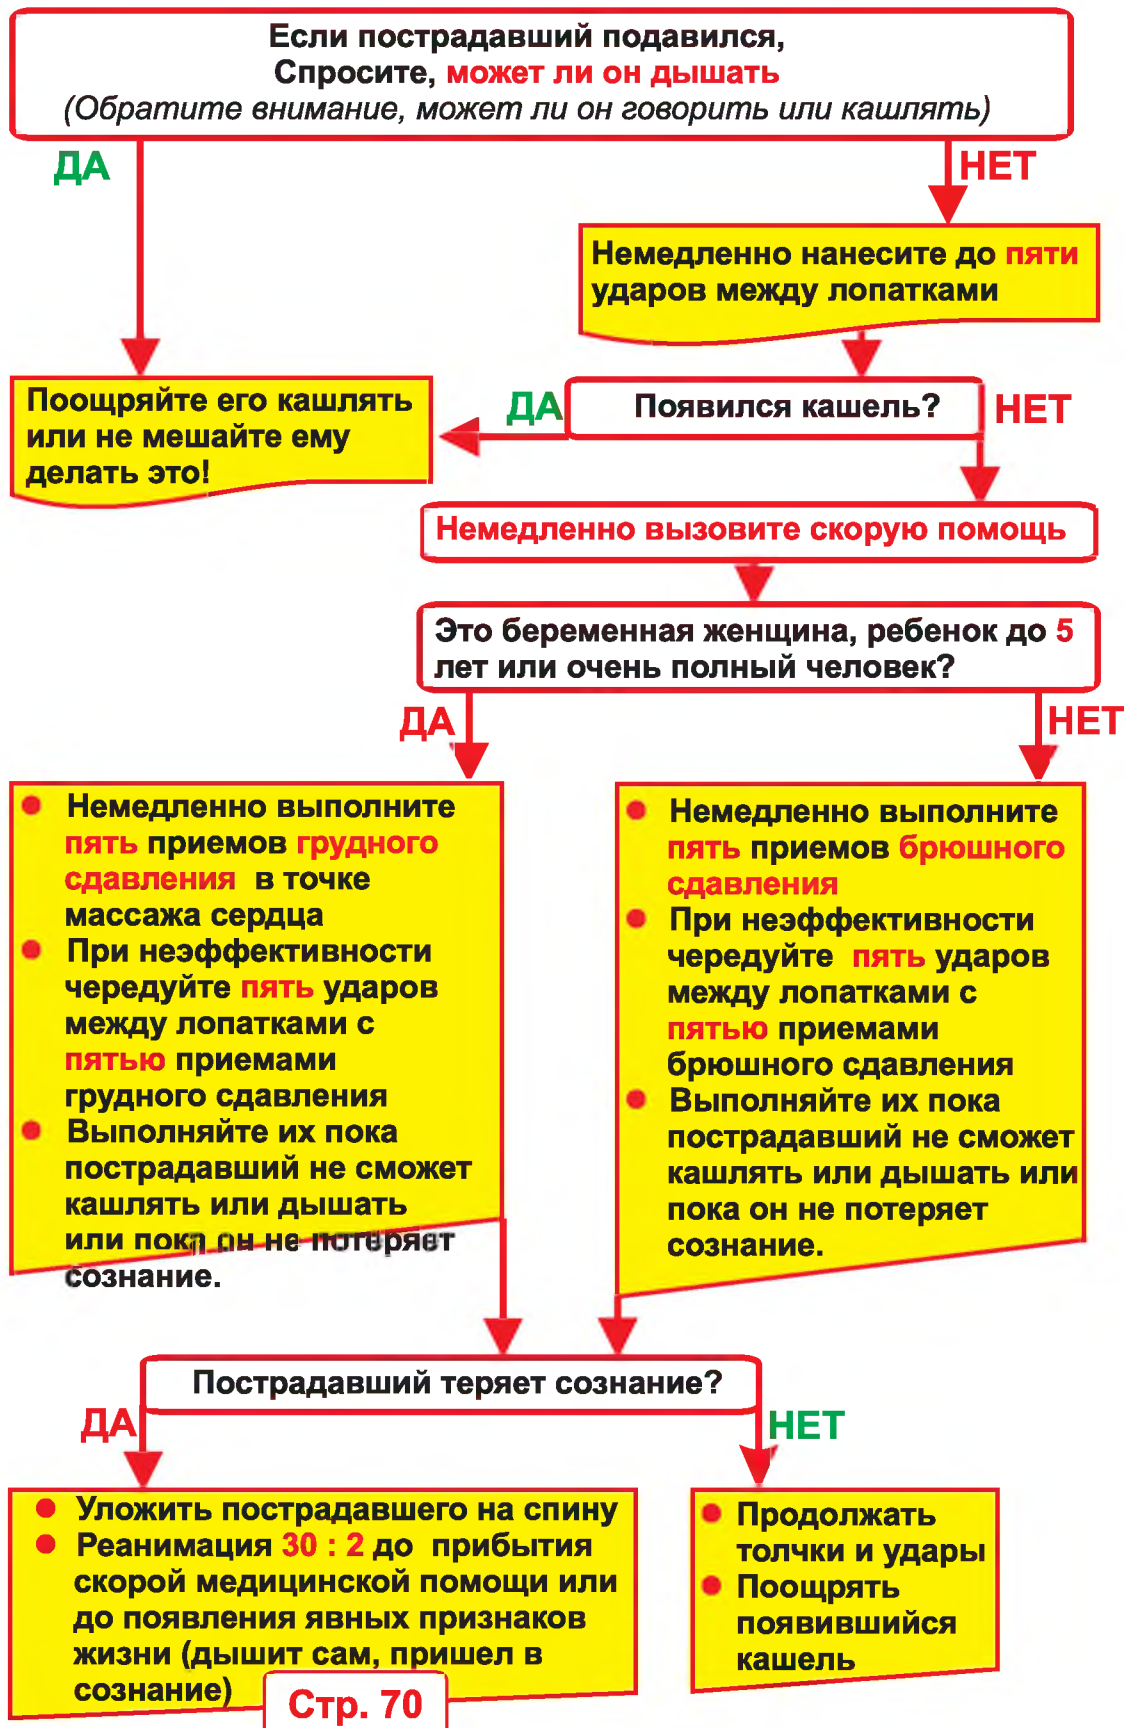 Если пострадавший подавился,
Спросите, может ли он дышать
(Обратите внимание, может ли он говорить или кашлять)
ДА
НЕТ
Немедленно нанесите до пяти
ударов между лопатками
Поощряйте его кашлять
или не мешайте ему
делать это!
ДА
Появился кашель?
НЕТ
Немедленно вызовите скорую помощь
Это беременная женщина, ребенок до 5
лет или очень полный человек?
ДА
НЕТ
● Немедленно выполните
пять приемов грудного
сдавления в точке
массажа сердца
● При неэффективности
чередуйте пять ударов
между лопатками с
пятью приемами
грудного сдавления
● Выполняйте их пока
пострадавший не сможет
кашлять или дышать
или пока он не потеряет
сознание.
● Немедленно выполните
пять приемов брюшного
сдавления
● При неэффективности
чередуйте пять ударов
между лопатками с
пятью приемами
брюшного сдавления
● Выполняйте их пока
пострадавший не сможет
кашлять или дышать или
пока он не потеряет
сознание.
Пострадавший теряет сознание?
ДА
НЕТ
● Уложить пострадавшего на спину
● Реанимация 30 : 2 до прибытия
скорой медицинской помощи или
до появления явных признаков
жизни (дышит сам, пришел в
сознание)
Стр. 70
● Продолжать
толчки и удары
● Поощрять
появившийся
кашель